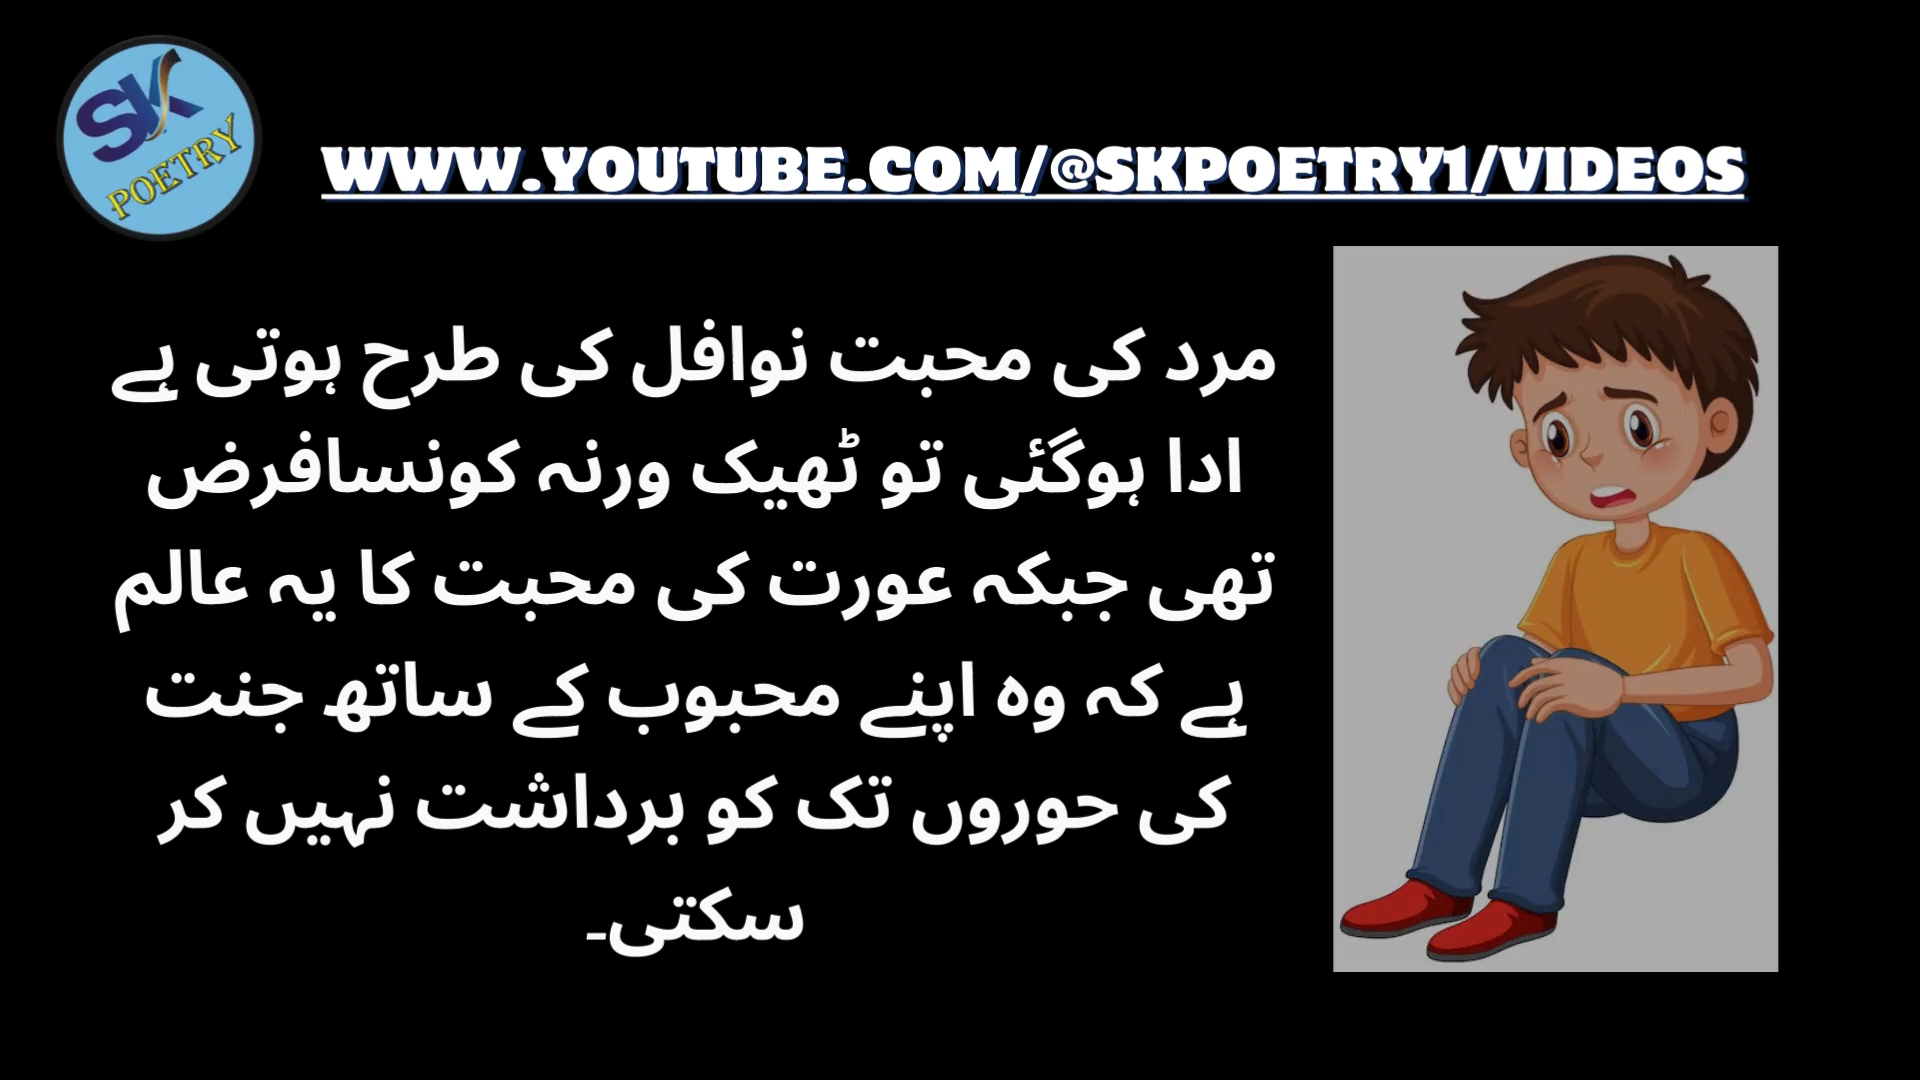 SK
POETRY
WWW.YOUTUBE.COM/@SKPOETRY1/VIDEOS
مرد کی محبت نوافل کی طرح ہوتی ہے
ادا ہوگئی تو ٹھیک ورنہ کونسافرض
تھی جبکہ عورت کی محبت کا یہ عالم
ہے کہ وہ اپنے محبوب کے ساتھ جنت
کی حوروں تک کو برداشت نہیں کر
سکتی۔